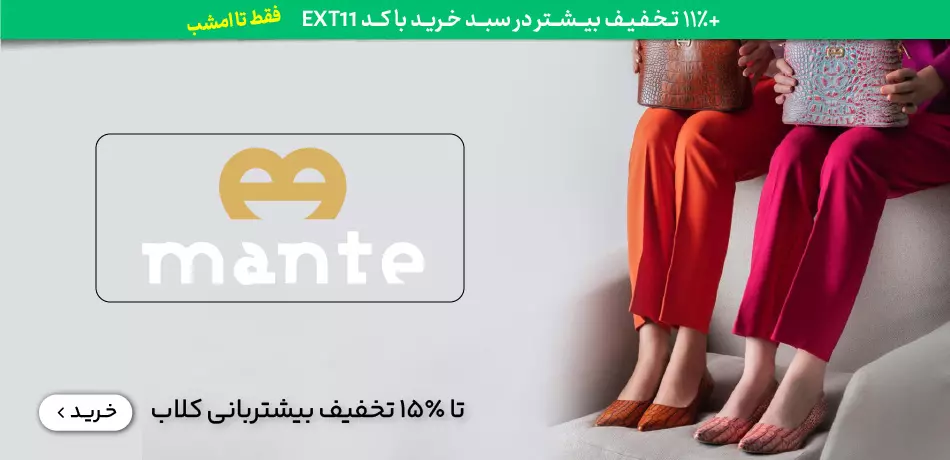 +۱۱٪ تخفیف بیشتر در سبد خرید با کد EXT11 فقط تا امشب
mante
تا ۱۵% تخفیف بیشتربانی کلاب
خرید ›